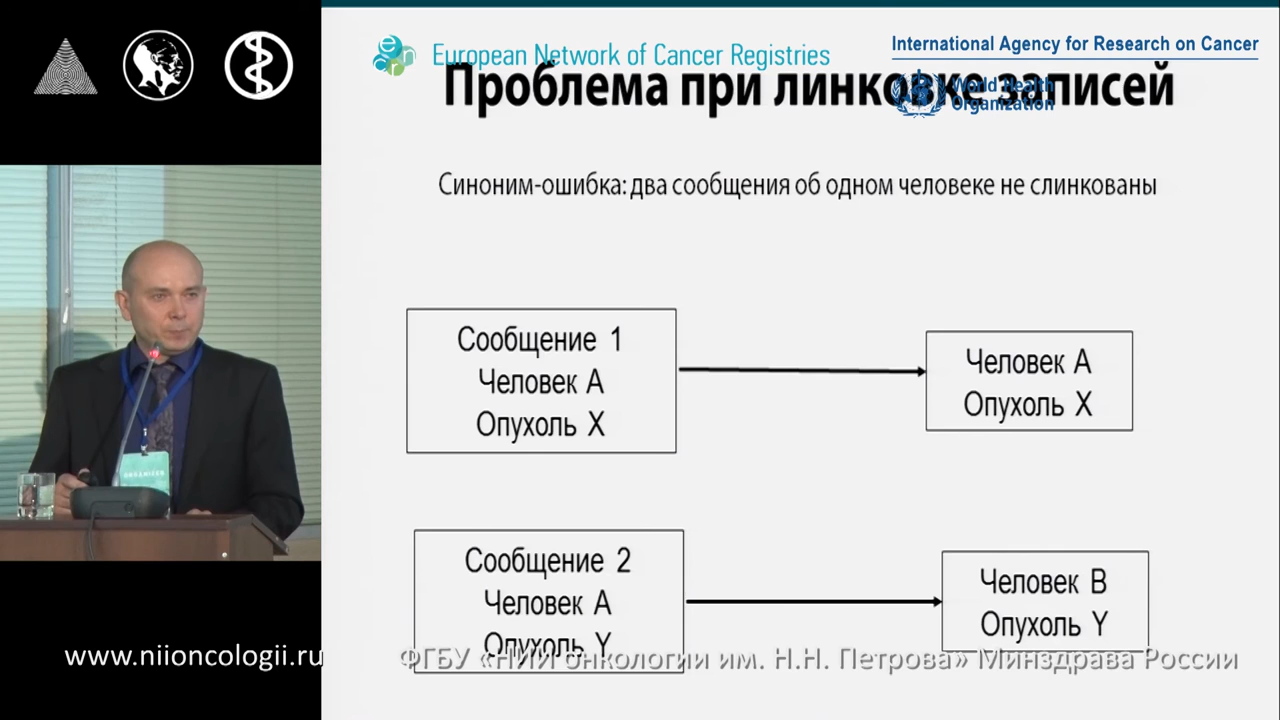 European Network of Cancer Registries
International Agency for Research on Cancer
World Health
Organization
Проблема при линковке записей
Синоним-ошибка: два сообщения об одном человеке не слинкованы
Сообщение 1
Человек A
Опухоль X
Человек A
Опухоль X
Сообщение 2
Человек A
Опухоль Y
Человек B
Опухоль Y
ORGANIZER
www.niioncologii.ru
ФГБУ «НИИ онкологии им. Н.Н. Петрова» Минздрава России